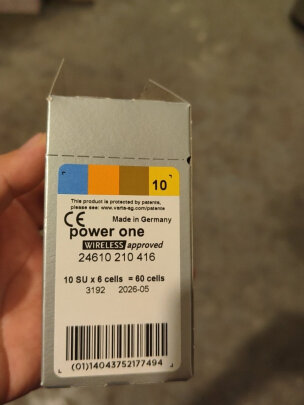 10
This product is protected by patents,
please see: www.varta-ag.com/patents
CE Made in Germany
power one
WIRELESS approved
24610 210 416
10 SU x 6 cells = 60 cells
3192 2026-05
(01)14043752177494